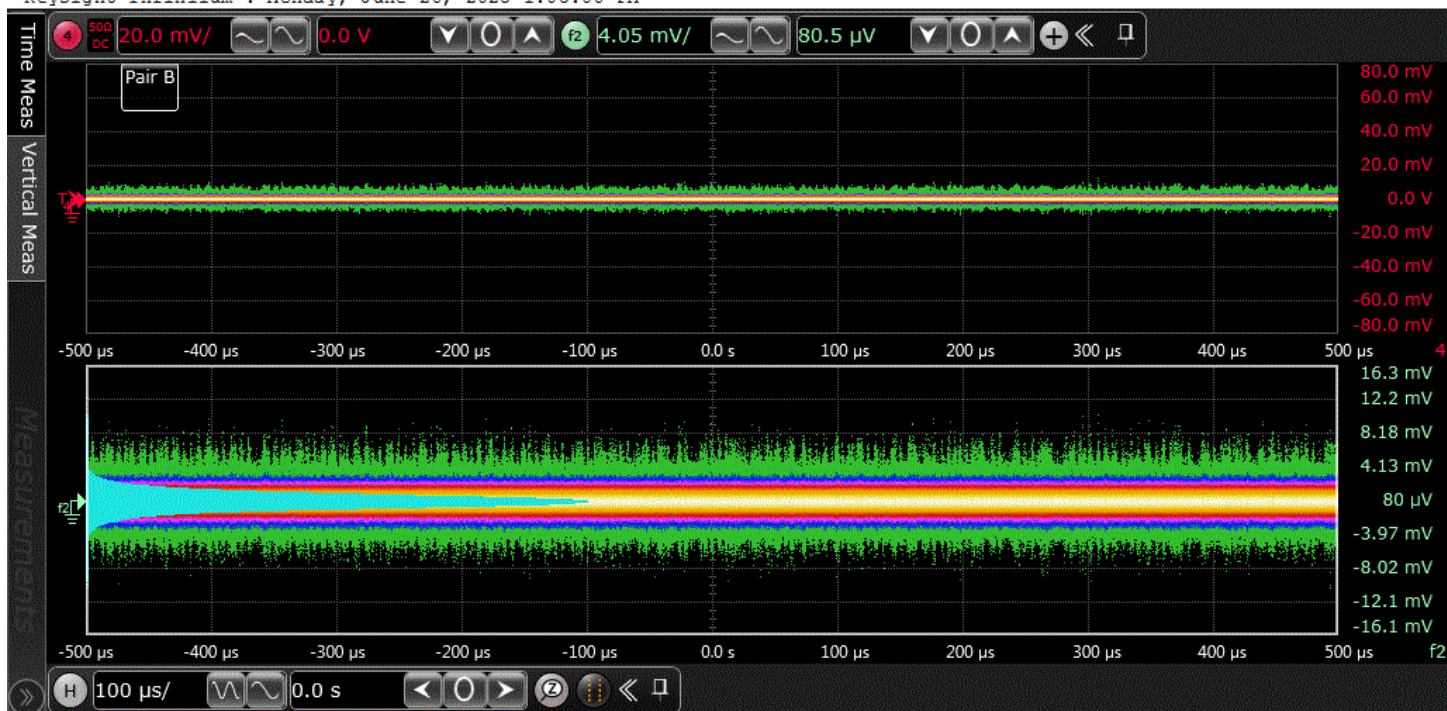 Time Meas
Vertical Meas
Measurements
4 50Ω DC 20.0 mV/ 0.0 V 0 f2 4.05 mV/ 80.5 µV 0
Pair B
80.0 mV
60.0 mV
40.0 mV
20.0 mV
0.0 V
-20.0 mV
-40.0 mV
-60.0 mV
-80.0 mV
-500 µs -400 µs -300 µs -200 µs -100 µs 0.0 s 100 µs 200 µs 300 µs 400 µs 500 µs 4
16.3 mV
12.2 mV
8.18 mV
4.13 mV
f2 80 µV
-3.97 mV
-8.02 mV
-12.1 mV
-16.1 mV
-500 µs -400 µs -300 µs -200 µs -100 µs 0.0 s 100 µs 200 µs 300 µs 400 µs 500 µs f2
H 100 µs/ 0.0 s 0 Z